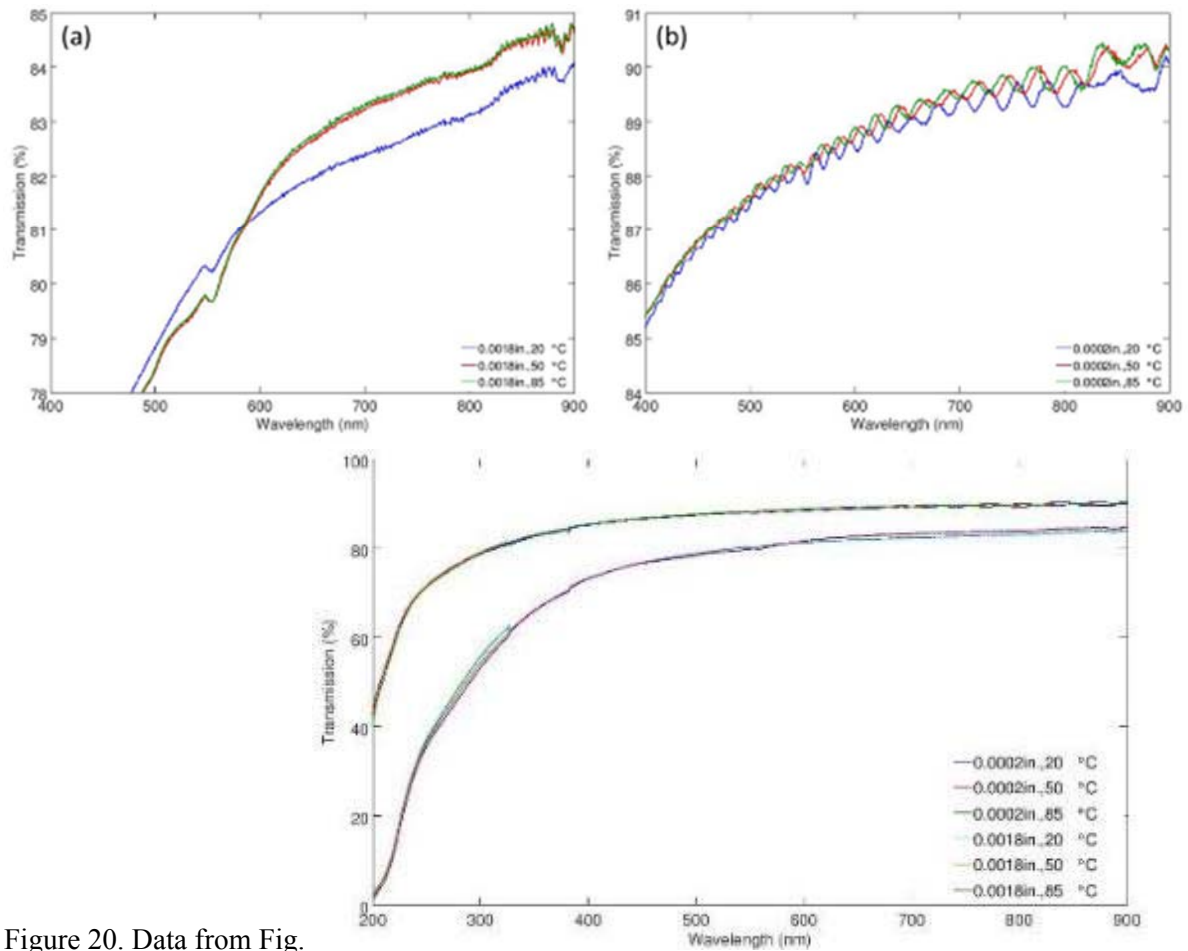 (a)
85
84
83
82
81
80
79
78
400 500 600 700 800 900
Transmission (%)
Wavelength (nm)
0.0018in.,20 °C
0.0018in.,50 °C
0.0018in.,85 °C
(b)
91
90
89
88
87
86
85
84
400 500 600 700 800 900
Transmission (%)
Wavelength (nm)
0.0002in.,20 °C
0.0002in.,50 °C
0.0002in.,85 °C
100
80
60
40
20
0
200 300 400 500 600 700 800 900
Transmission (%)
Wavelength (nm)
0.0002in.,20 °C
0.0002in.,50 °C
0.0002in.,85 °C
0.0018in.,20 °C
0.0018in.,50 °C
0.0018in.,85 °C
Figure 20. Data from Fig.